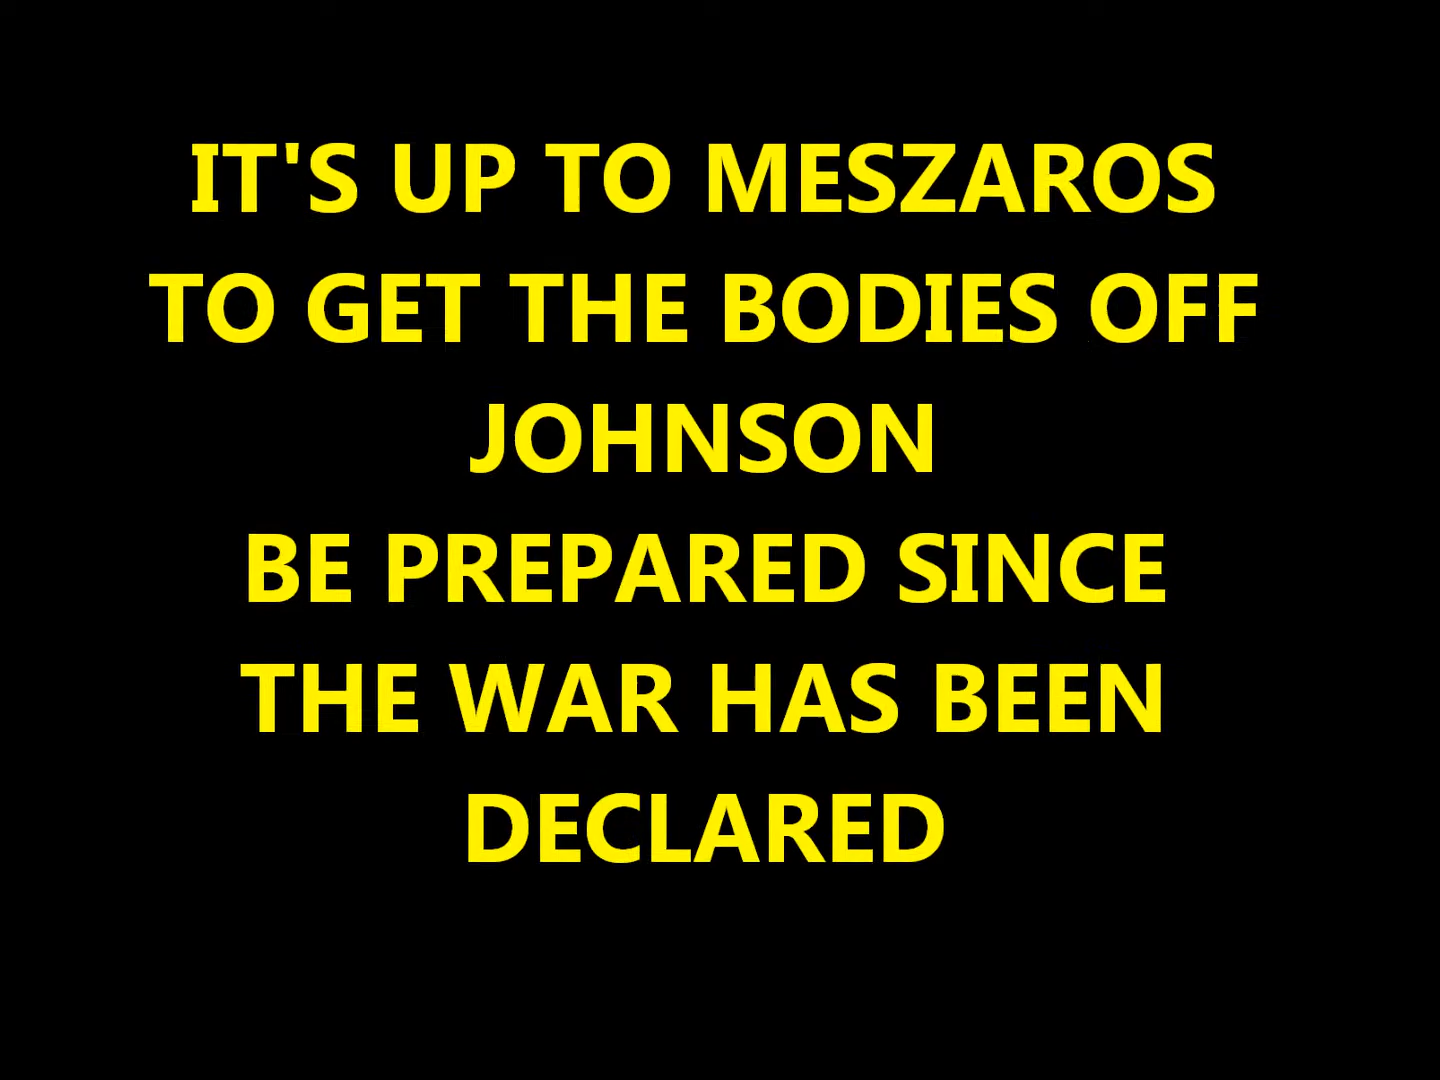 IT'S UP TO MESZAROS
TO GET THE BODIES OFF
JOHNSON
BE PREPARED SINCE
THE WAR HAS BEEN
DECLARED